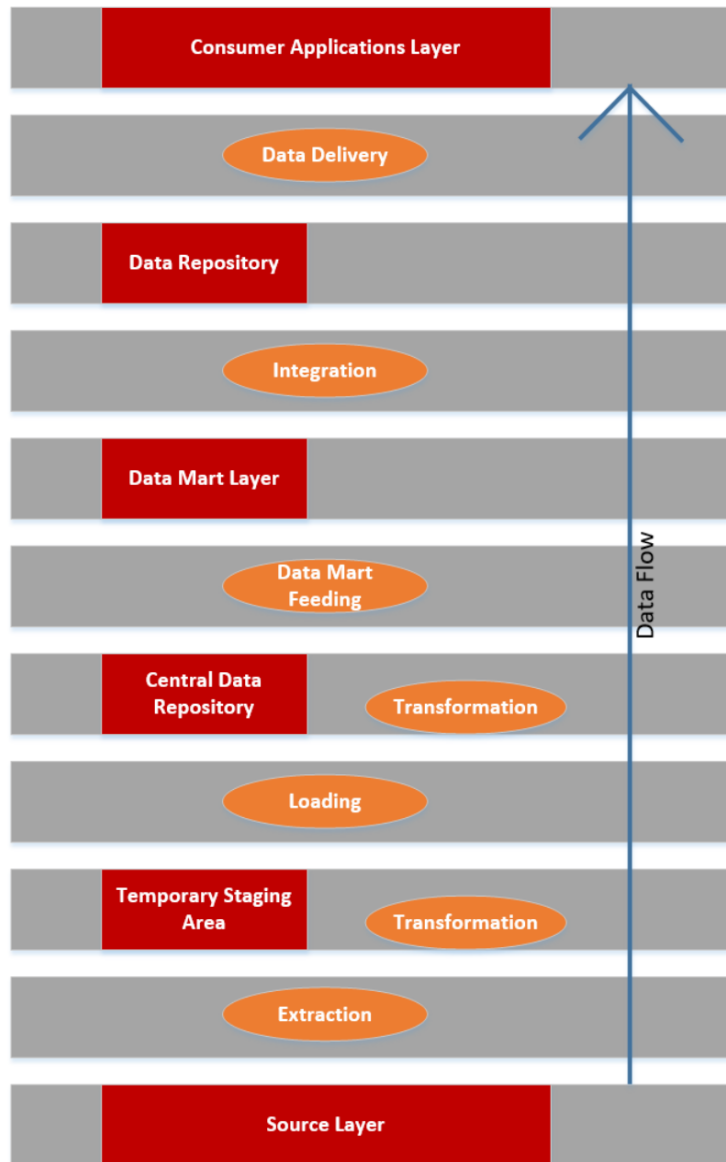 Consumer Applications Layer
Data Delivery
Data Repository
Integration
Data Mart Layer
Data Mart
Feeding
Data Flow
Central Data
Repository
Transformation
Loading
Temporary Staging
Area
Transformation
Extraction
Source Layer